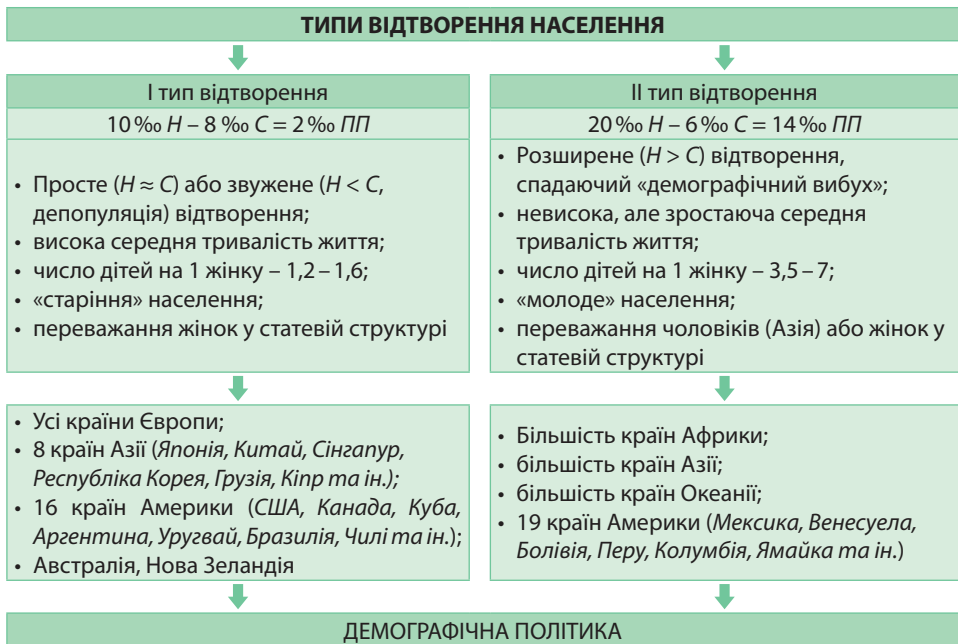 ТИПИ ВІДТВОРЕННЯ НАСЕЛЕННЯ
І тип відтворення
10 ‰ Н – 8 ‰ С = 2 ‰ ПП
• Просте (Н ≈ С) або звужене (Н < С,
депопуляція) відтворення;
• висока середня тривалість життя;
• число дітей на 1 жінку – 1,2 – 1,6;
• «старіння» населення;
• переважання жінок у статевій структурі
• Усі країни Європи;
• 8 країн Азії (Японія, Китай, Сінгапур,
Республіка Корея, Грузія, Кіпр та ін.);
• 16 країн Америки (США, Канада, Куба,
Аргентина, Уругвай, Бразилія, Чилі та ін.);
• Австралія, Нова Зеландія
ІІ тип відтворення
20 ‰ Н – 6 ‰ С = 14 ‰ ПП
• Розширене (Н > С) відтворення,
спадаючий «демографічний вибух»;
• невисока, але зростаюча середня
тривалість життя;
• число дітей на 1 жінку – 3,5 – 7;
• «молоде» населення;
• переважання чоловіків (Азія) або жінок у
статевій структурі
• Більшість країн Африки;
• більшість країн Азії;
• більшість країн Океанії;
• 19 країн Америки (Мексика, Венесуела,
Болівія, Перу, Колумбія, Ямайка та ін.)
ДЕМОГРАФІЧНА ПОЛІТИКА